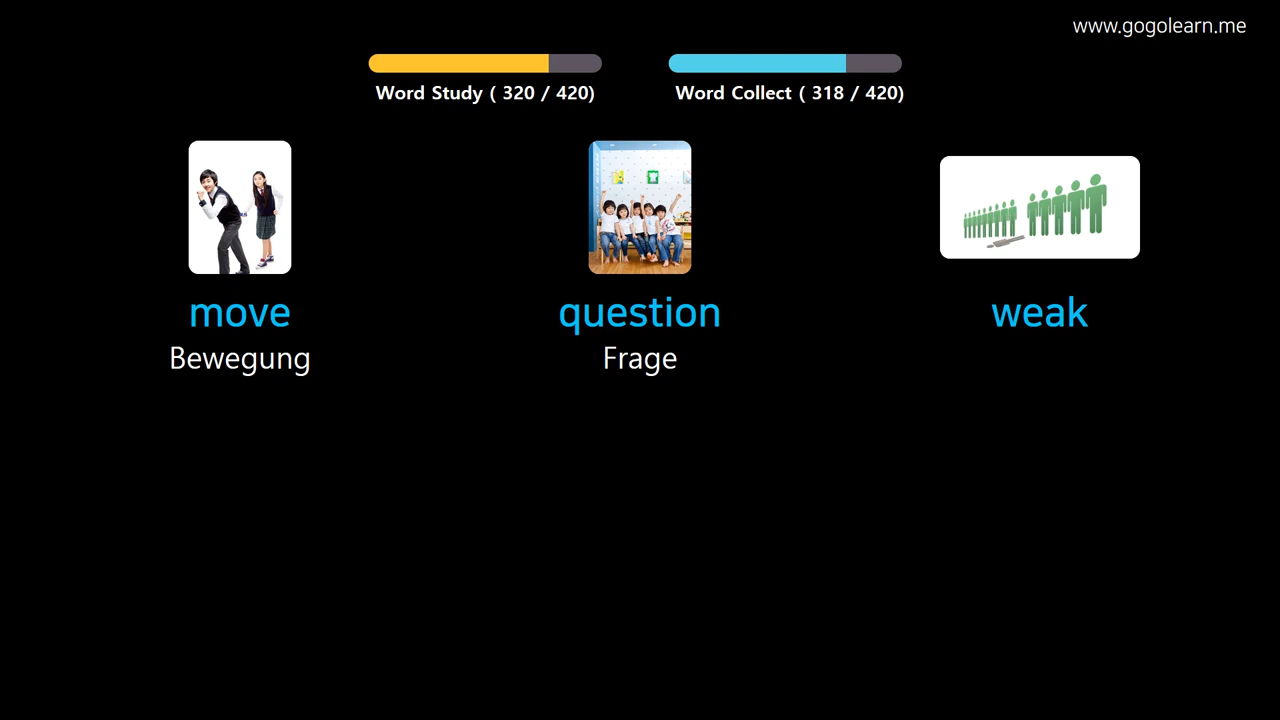 www.gogolearn.me
Word Study ( 320 / 420)
Word Collect ( 318 / 420)
move
question
weak
Bewegung
Frage